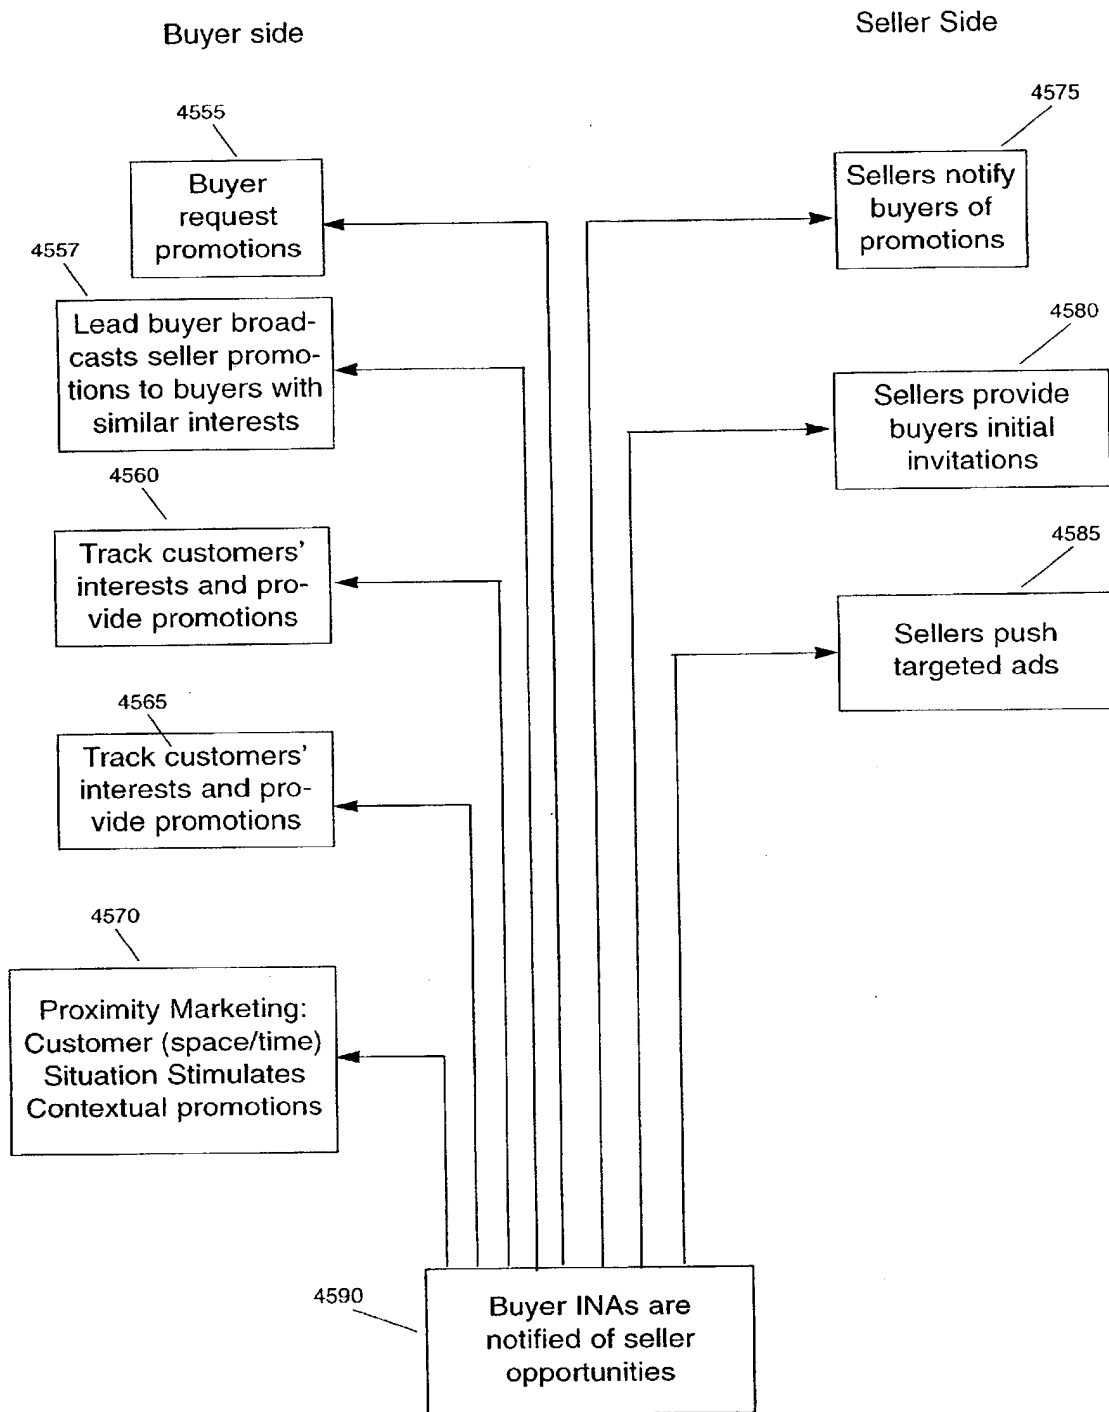 Buyer side
Seller Side
4555
Buyer
request
promotions
4557
Lead buyer broad-
casts seller promo-
tions to buyers with
similar interests
4560
Track customers'
interests and pro-
vide promotions
4565
Track customers'
interests and pro-
vide promotions
4570
Proximity Marketing:
Customer (space/time)
Situation Stimulates
Contextual promotions
4575
Sellers notify
buyers of
promotions
4580
Sellers provide
buyers initial
invitations
4585
Sellers push
targeted ads
4590
Buyer INAs are
notified of seller
opportunities